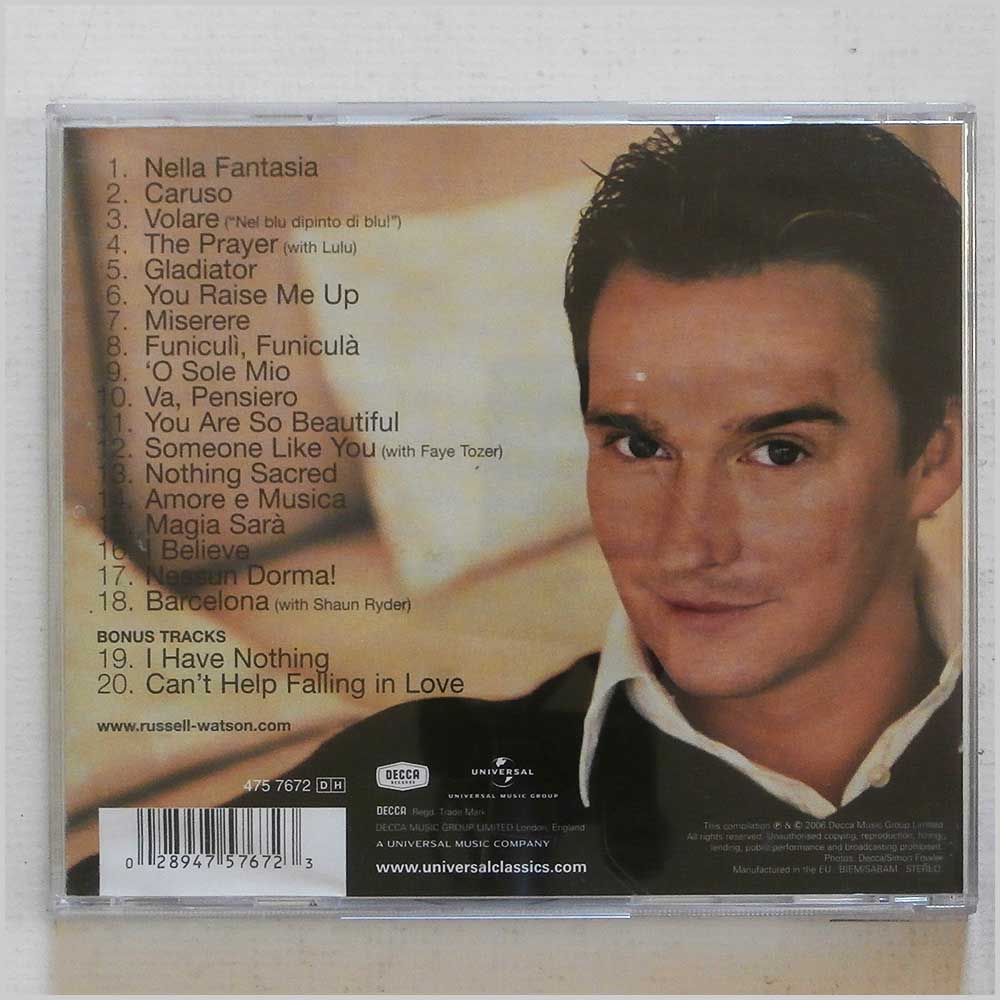 1. Nella Fantasia
2. Caruso
3. Volare ("Nel blu dipinto di blu!")
4. The Prayer (with Lulu)
5. Gladiator
6. You Raise Me Up
7. Miserere
8. Funiculì, Funiculà
9. 'O Sole Mio
10. Va, Pensiero
11. You Are So Beautiful
12. Someone Like You (with Faye Tozer)
13. Nothing Sacred
14. Amore e Musica
15. Magia Sarà
16. I Believe
17. Nessun Dorma!
18. Barcelona (with Shaun Ryder)
BONUS TRACKS
19. I Have Nothing
20. Can't Help Falling in Love
www.russell-watson.com
475 7672 DH
0 28947 57672 3
DECCA
RECORDS
UNIVERSAL
UNIVERSAL MUSIC GROUP
DECCA Regd. Trade Mark
DECCA MUSIC GROUP LIMITED London, England
A UNIVERSAL MUSIC COMPANY
www.universalclassics.com
This compilation ℗ & © 2006 Decca Music Group Limited
All rights reserved. Unauthorised copying, reproduction, hiring,
lending, public performance and broadcasting prohibited.
Photos: Decca/Simon Fowler
Manufactured in the EU BIEM/SABAM STEREO